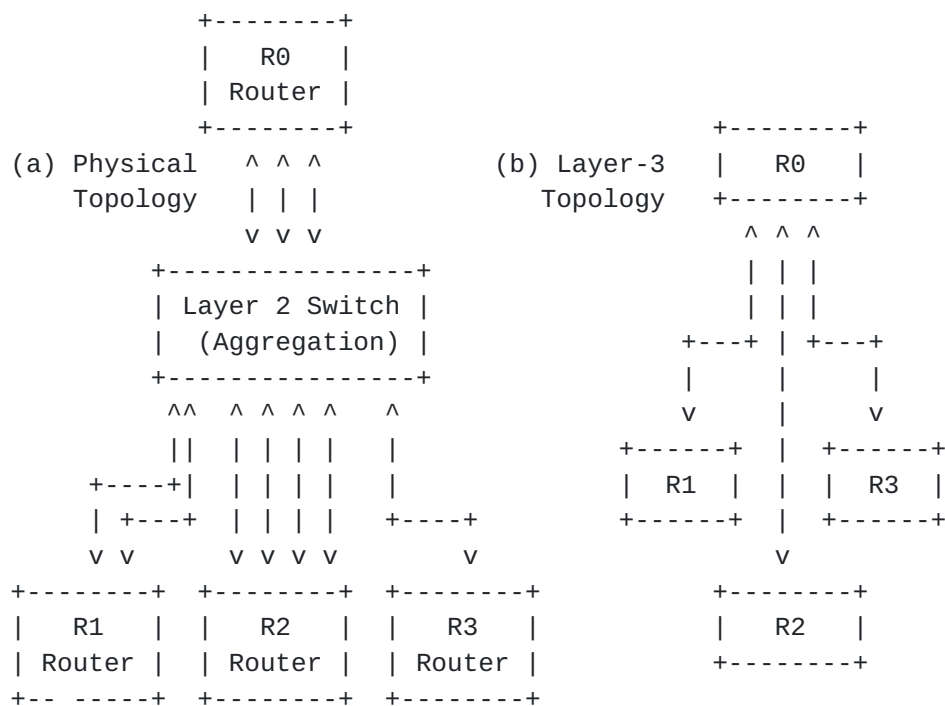 R0
Router
(a) Physical
Topology
Layer 2 Switch
(Aggregation)
R1
Router
R2
Router
R3
Router
(b) Layer-3
Topology
R0
R1
R3
R2